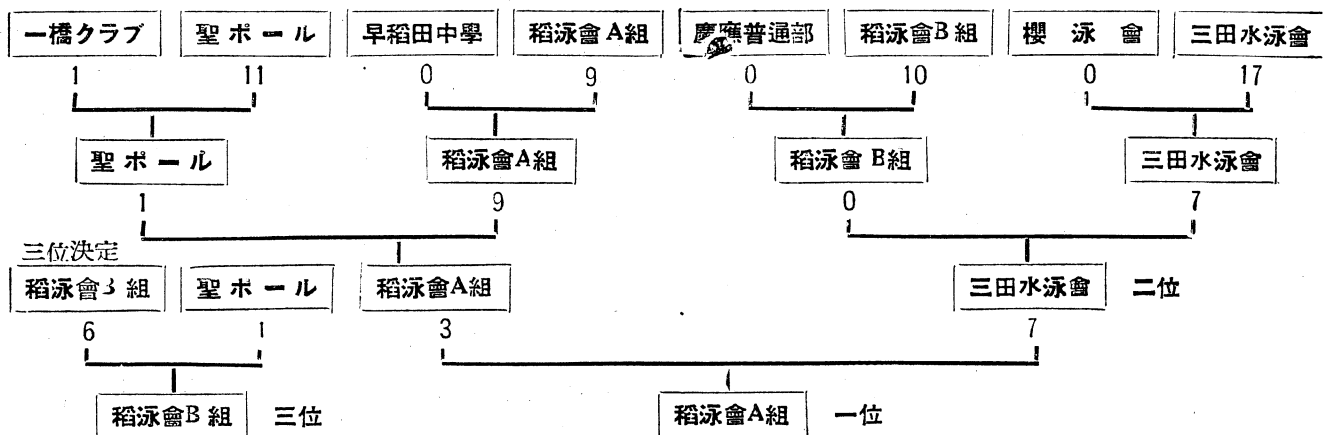 一橋クラブ 聖ポール 早稻田中學 稻泳會A組 慶應普通部 稻泳會B組 櫻泳會 三田水泳會
1 11 0 9 0 10 0 17
聖ポール 稻泳會A組 稻泳會B組 三田水泳會
1 9 0 7
三位決定
稻泳會B組 聖ポール 稻泳會A組 三田水泳會 二位
6 1 3 7
稻泳會B組 三位 稻泳會A組 一位